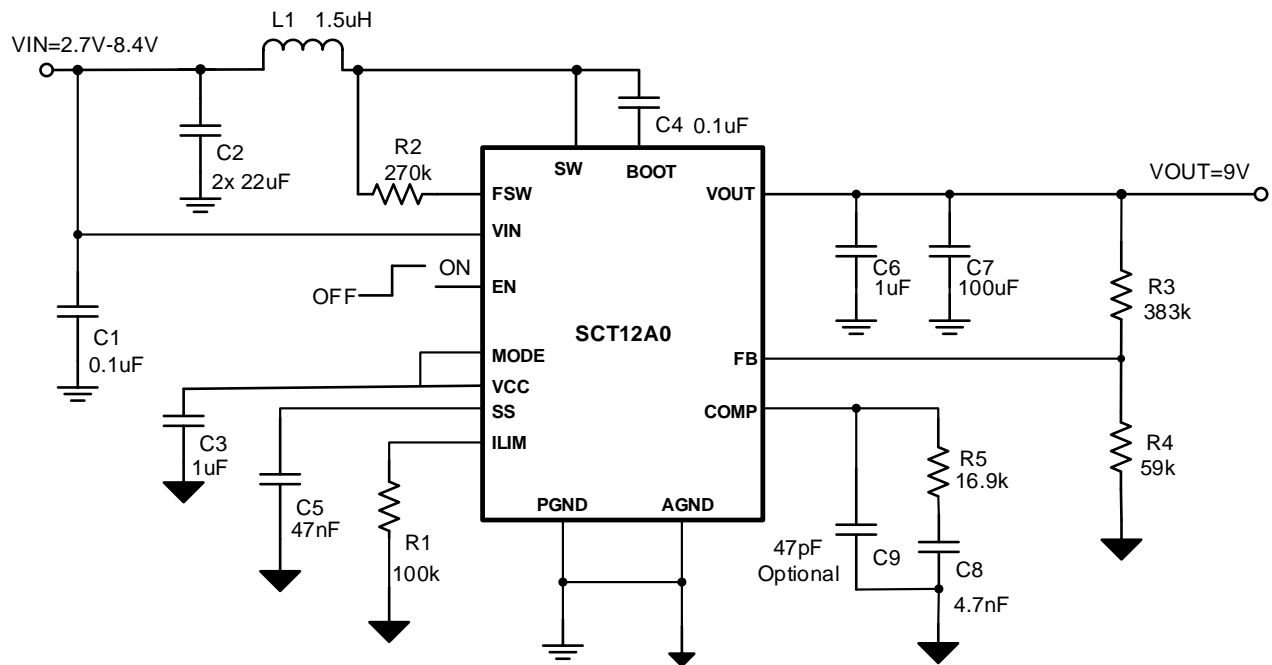 L1 1.5uH
VIN=2.7V-8.4V
C4 0.1uF
C2
2x 22uF
R2
270k
SW
BOOT
VOUT=9V
FSW
VOUT
VIN
ON
OFF
EN
C6
1uF
C7
100uF
R3
383k
C1
0.1uF
SCT12A0
MODE
FB
VCC
SS
COMP
C3
1uF
ILIM
R5
16.9k
R4
59k
C5
47nF
PGND
AGND
R1
100k
47pF
Optional
C9
C8
4.7nF